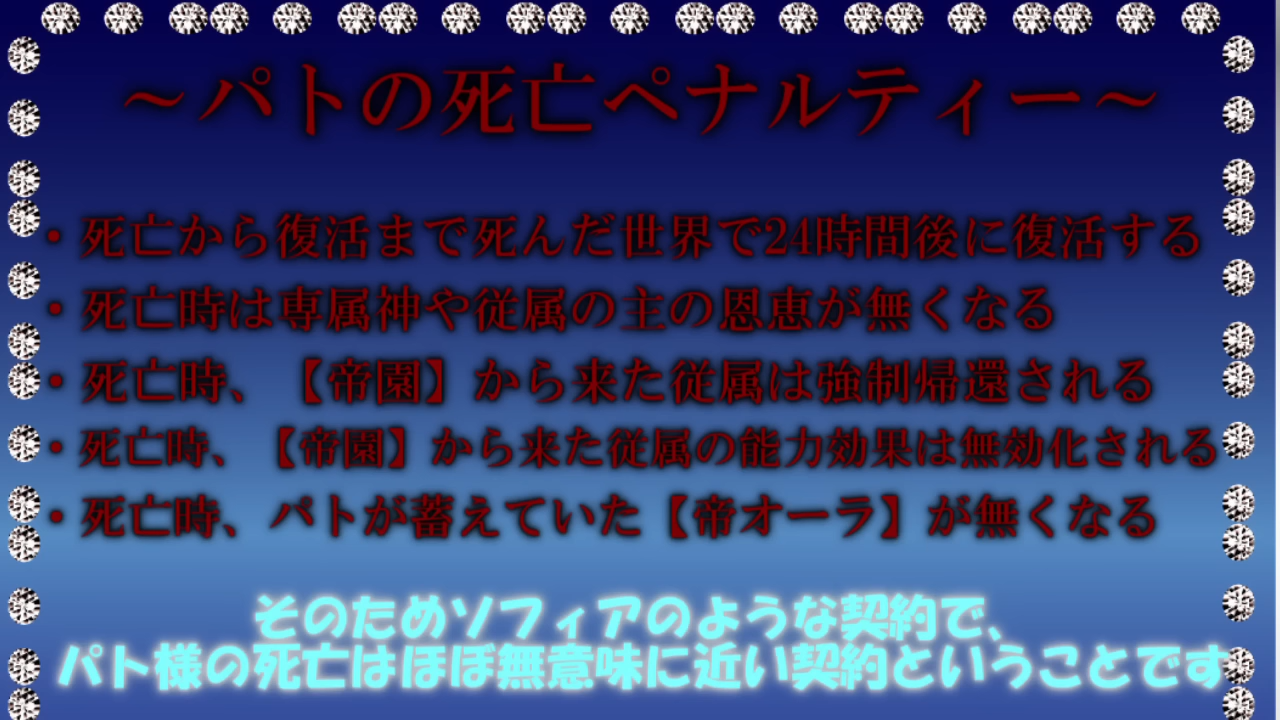 ～パトの死亡ペナルティー～
・死亡から復活まで死んだ世界で24時間後に復活する
・死亡時は専属神や従属の主の恩恵が無くなる
・死亡時、【帝園】から来た従属は強制帰還される
・死亡時、【帝園】から来た従属の能力効果は無効化される
・死亡時、パトが蓄えていた【帝オーラ】が無くなる
そのためソフィアのような契約で、
パト様の死亡はほぼ無意味に近い契約ということです